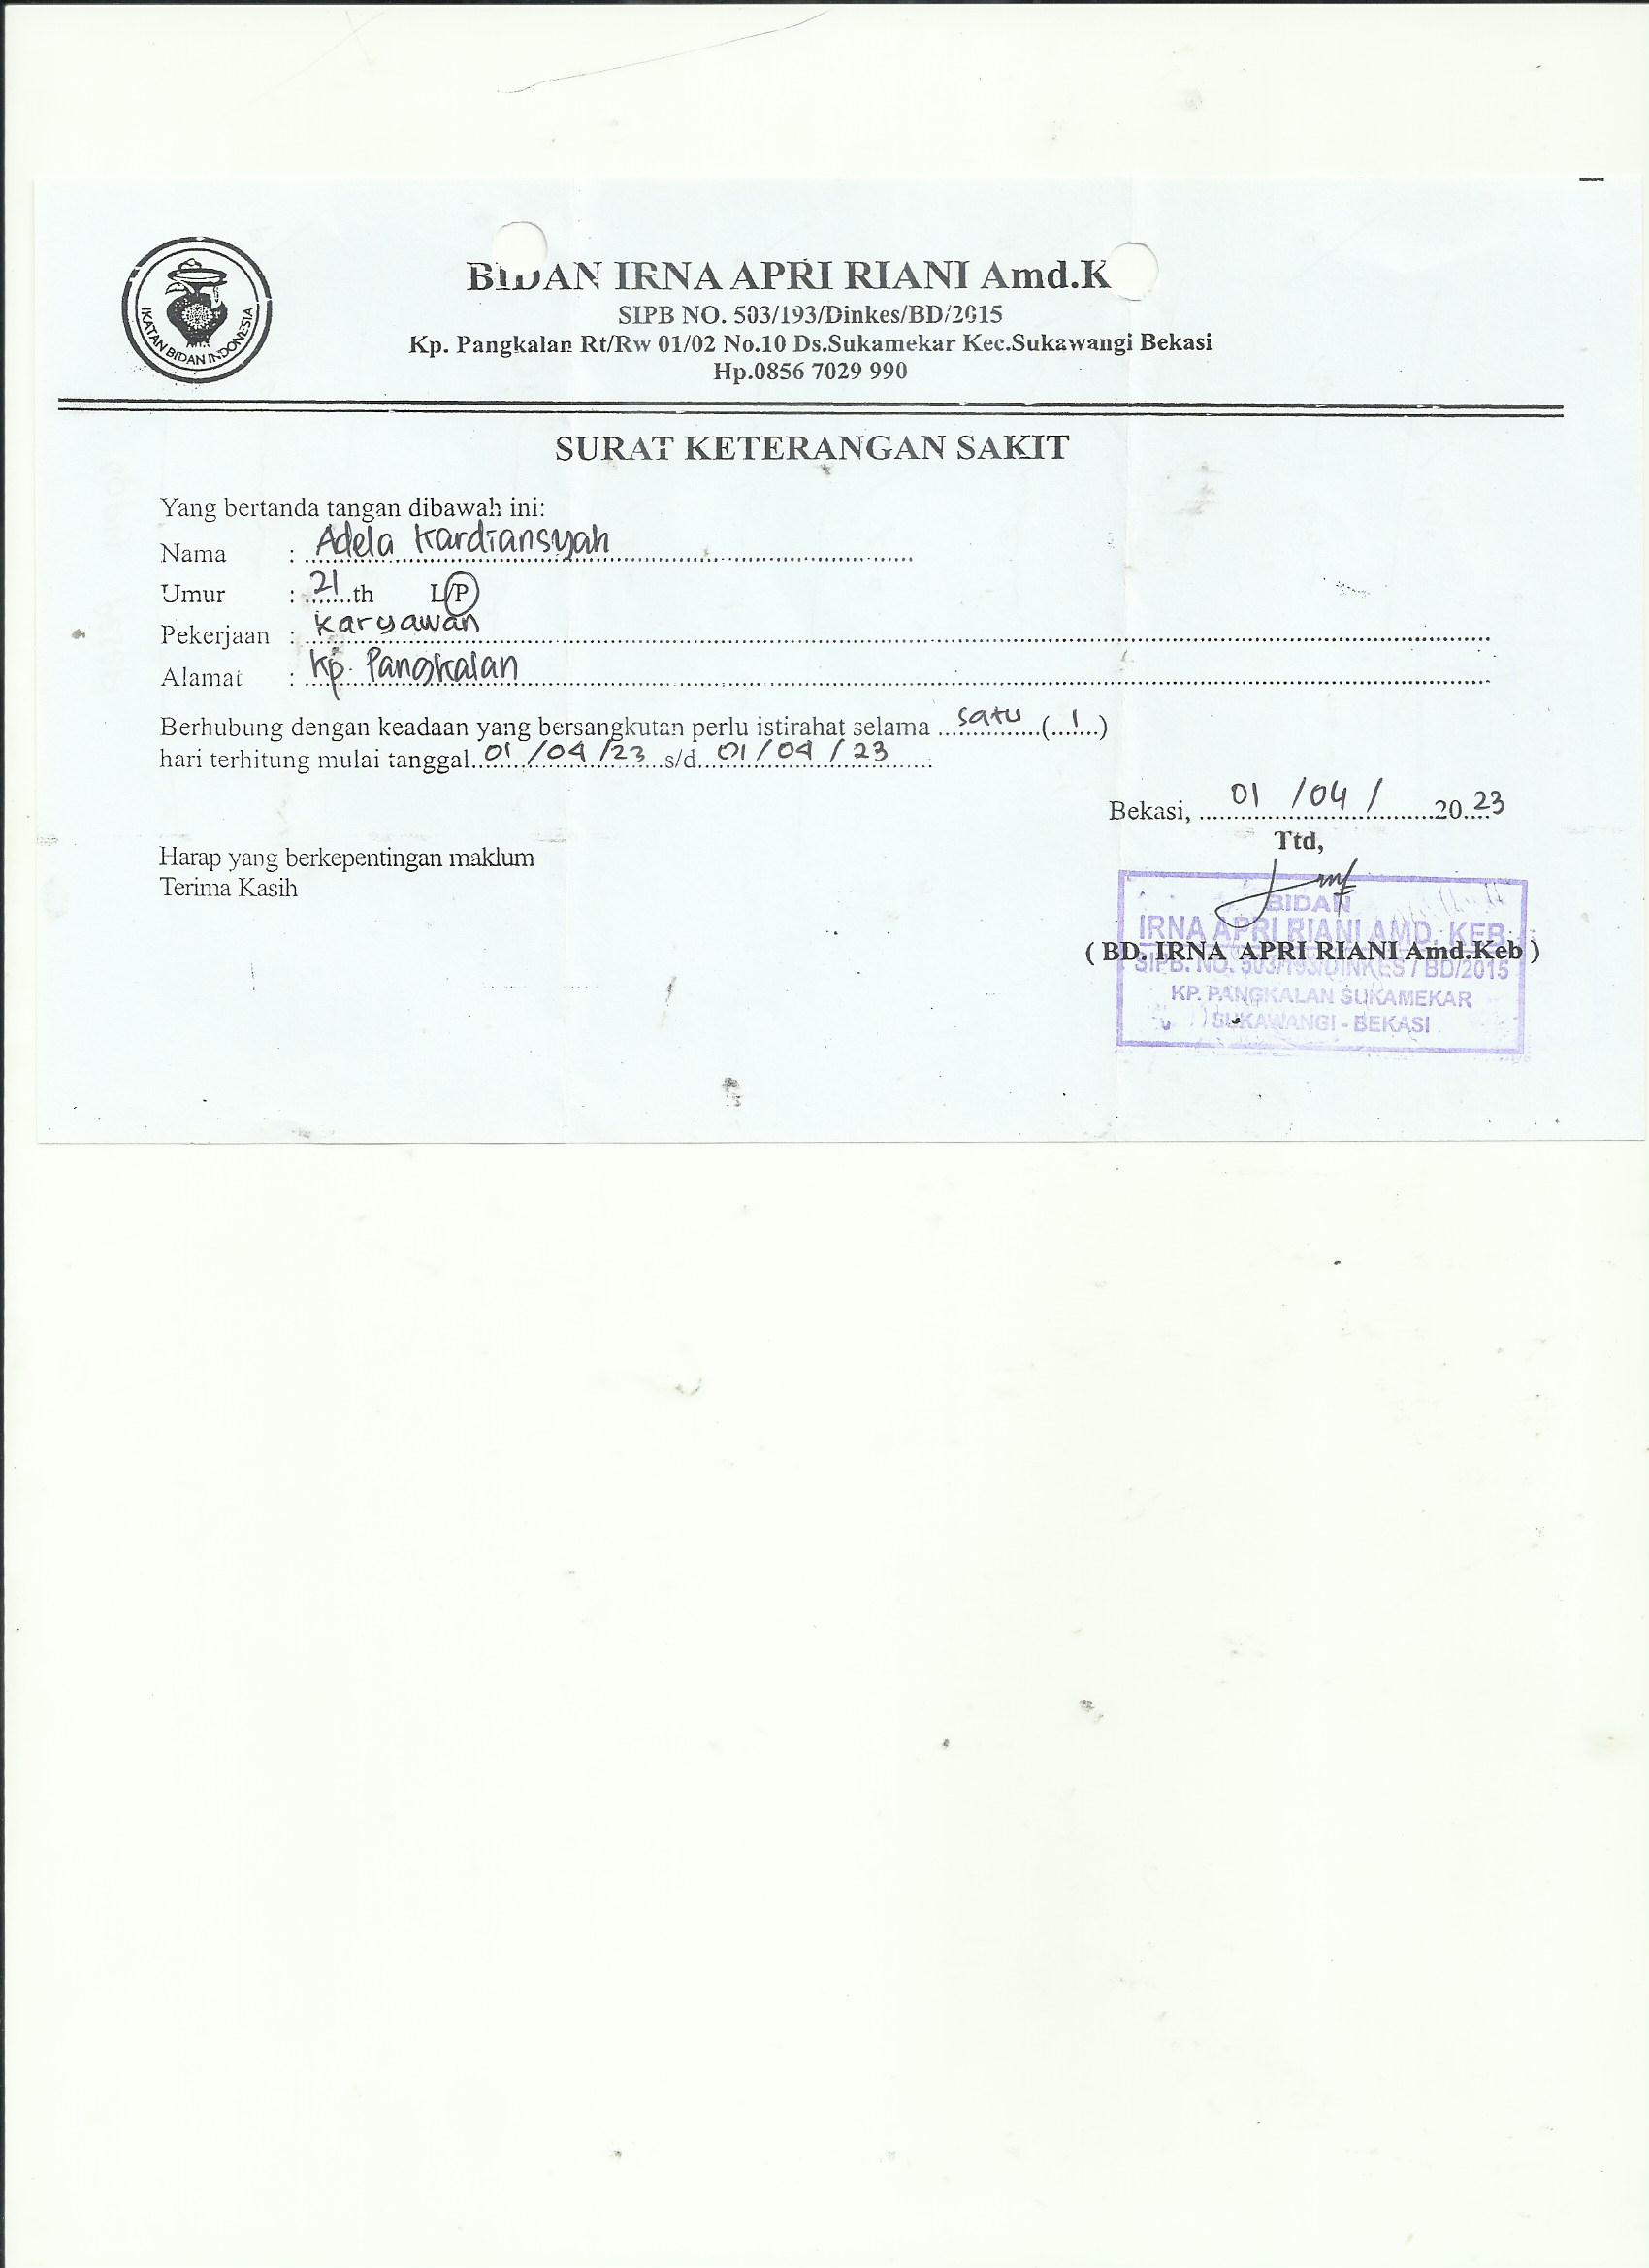 IKATAN BIDAN INDONESIA
BIDAN IRNA APRI RIANI Amd.K
SIPB NO. 503/193/Dinkes/BD/2015
Kp. Pangkalan Rt/Rw 01/02 No.10 Ds.Sukamekar Kec.Sukawangi Bekasi
Hp.0856 7029 990
SURAT KETERANGAN SAKIT
Yang bertanda tangan dibawah ini:
Nama : Adela Kardiansyah
Umur : 21 th L/P
Pekerjaan : Karyawan
Alamat : Kp. Pangkalan
Berhubung dengan keadaan yang bersangkutan perlu istirahat selama satu (1)
hari terhitung mulai tanggal 01/04/23 s/d 01/04/23
Bekasi, 01/04/ 2023
Ttd,
Harap yang berkepentingan maklum
Terima Kasih
BIDAN
IRNA APRI RIANI AMD. KEB
( BD. IRNA APRI RIANI Amd.Keb )
SIPB. NO. 503/193/DINKES / BD/2015
KP. PANGKALAN SUKAMEKAR
SUKAWANGI - BEKASI